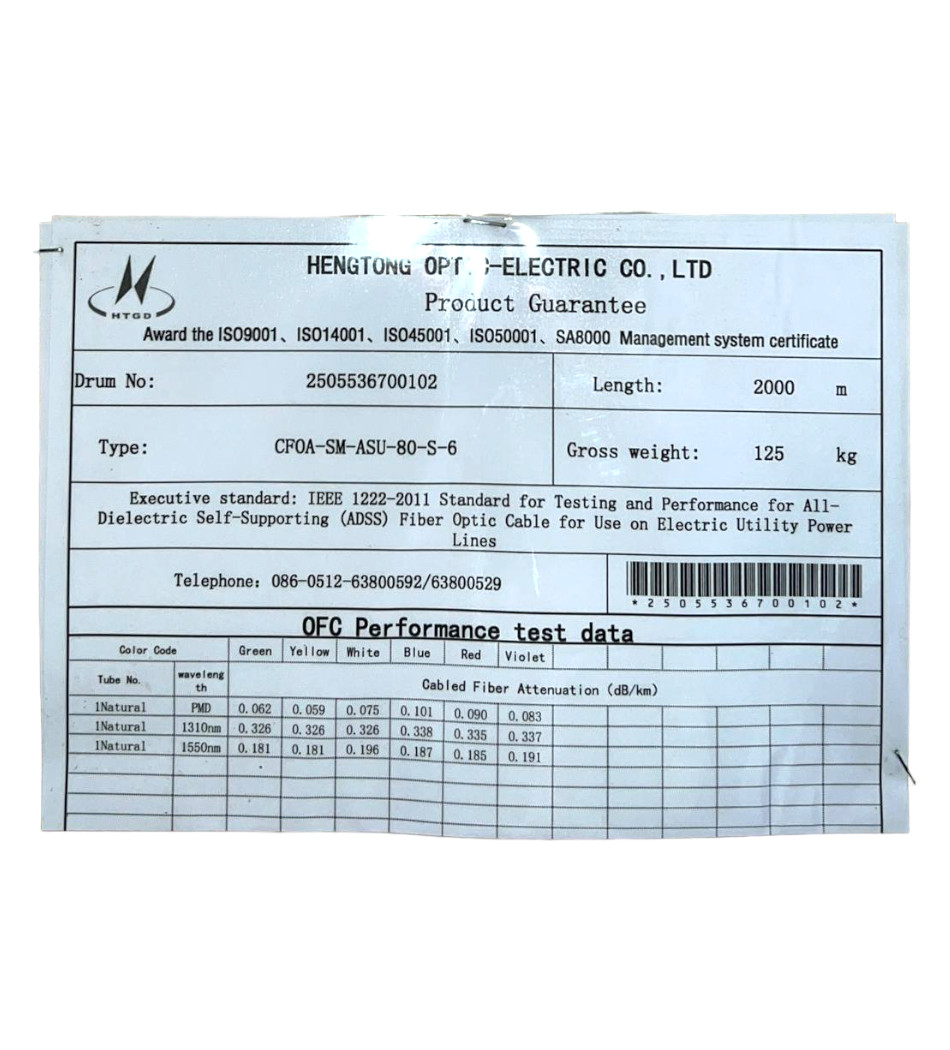 HTGD
HENGTONG -ELECTRIC CO.,LTD
Product Guarantee
Award the ISO9001、ISO14001、ISO45001、ISO50001、SA8000 Management system certificate
Drum No: 2505536700102 Length: 2000 m
Type: CFOA-SM-ASU-80-S-6 Gross weight: 125 kg
Executive standard: IEEE 1222-2011 Standard for Testing and Performance for All-
Dielectric Self-Supporting (ADSS) Fiber Optic Cable for Use on Electric Utility Power
Lines
Telephone: 086-0512-63800592/63800529
*2505536700102*
OFC Performance test data
Color Code Green Yellow White Blue Red Violet
Tube No. waveleng
th Cabled Fiber Attenuation (dB/km)
1Natural PMD 0.062 0.059 0.075 0.101 0.090 0.083
1Natural 1310nm 0.326 0.326 0.326 0.338 0.335 0.337
1Natural 1550nm 0.181 0.181 0.196 0.187 0.185 0.191